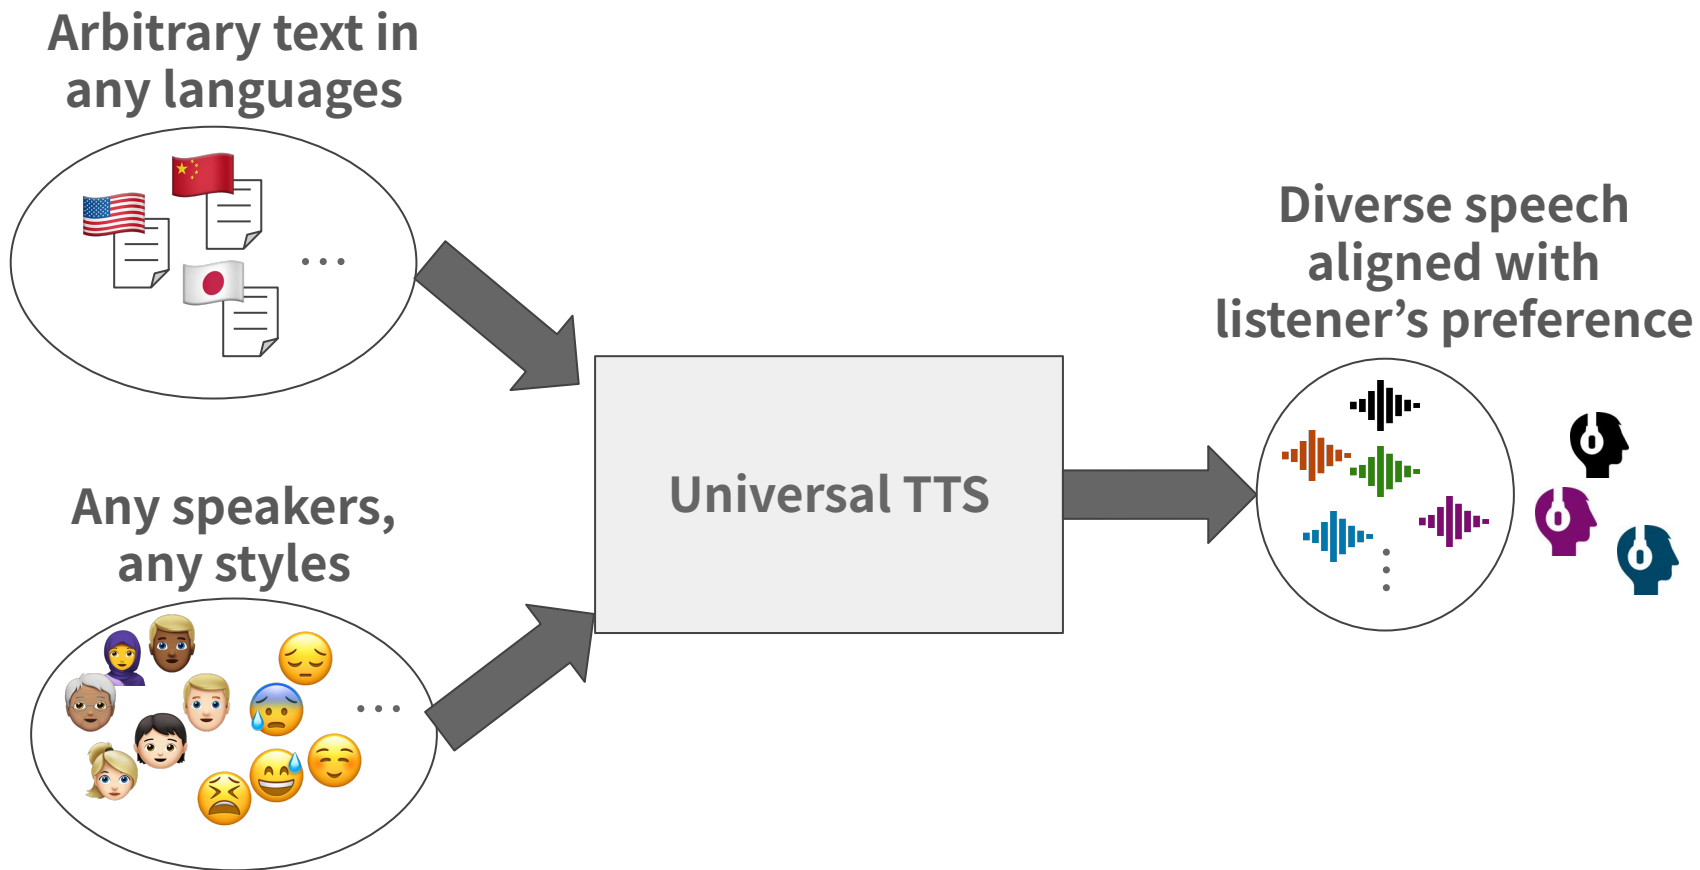 Arbitrary text in
any languages
Any speakers,
any styles
Universal TTS
Diverse speech
aligned with
listener’s preference